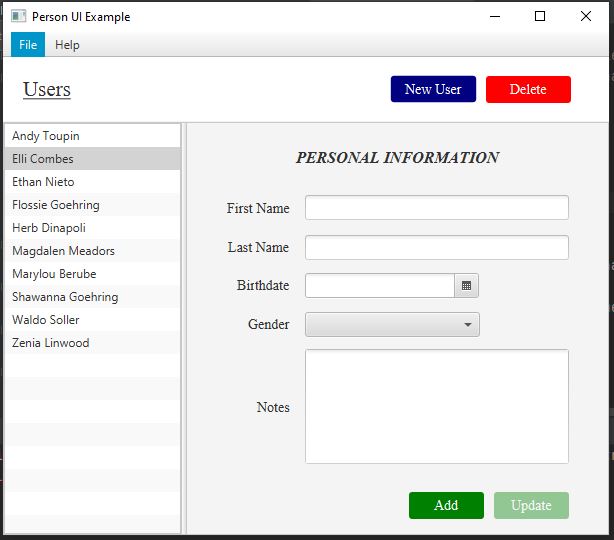 Person UI Example
File Help
Users
New User Delete
Andy Toupin
Elli Combes
Ethan Nieto
Flossie Goehring
Herb Dinapoli
Magdalen Meadors
Marylou Berube
Shawanna Goehring
Waldo Soller
Zenia Linwood
PERSONAL INFORMATION
First Name
Last Name
Birthdate
Gender
Notes
Add Update